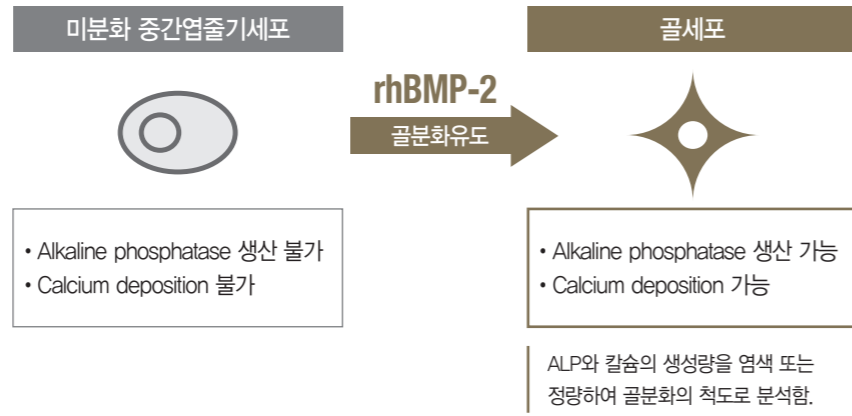 미분화 중간엽줄기세포
골세포
rhBMP-2
골분화유도
• Alkaline phosphatase 생산 불가
• Calcium deposition 불가
• Alkaline phosphatase 생산 가능
• Calcium deposition 가능
ALP와 칼슘의 생성량을 염색 또는
정량하여 골분화의 척도로 분석함.